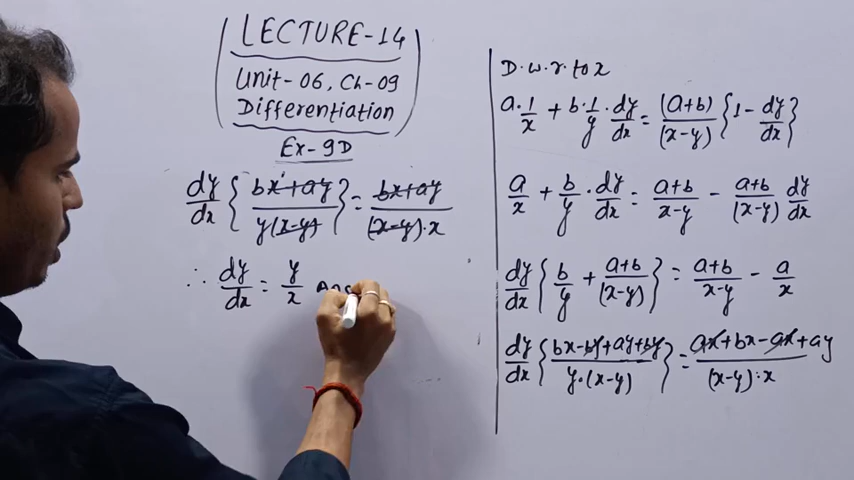 LECTURE-14
Unit-06, Ch-09
Differentiation
Ex-9D
dy/dx { bx+ay / y(x-y) } = bx+ay / (x-y)·x
∴ dy/dx = y/x Ans
D.w.r.to x
a·1/x + b·1/y·dy/dx = (a+b)/(x-y) {1-dy/dx}
a/x + b/y·dy/dx = a+b/x-y - a+b/(x-y) dy/dx
dy/dx { b/y + a+b/(x-y) } = a+b/x-y - a/x
dy/dx { bx-by+ay+by / y·(x-y) } = ax+bx-ax+ay / (x-y)·x